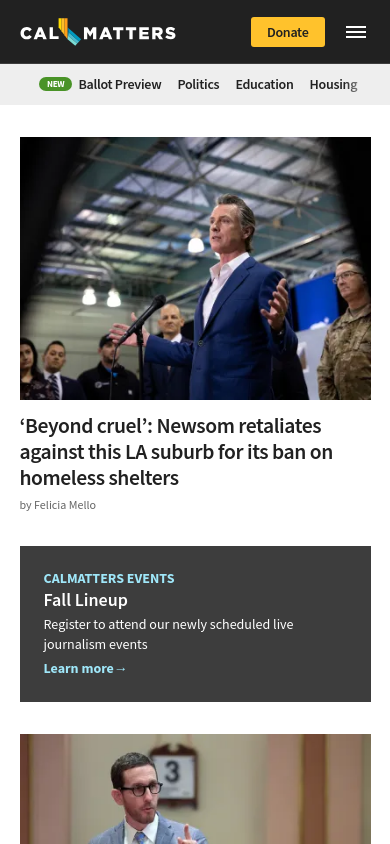 CALMATTERS
Donate
NEW Ballot Preview Politics Education Housing
‘Beyond cruel’: Newsom retaliates
against this LA suburb for its ban on
homeless shelters
by Felicia Mello
CALMATTERS EVENTS
Fall Lineup
Register to attend our newly scheduled live
journalism events
Learn more→
3